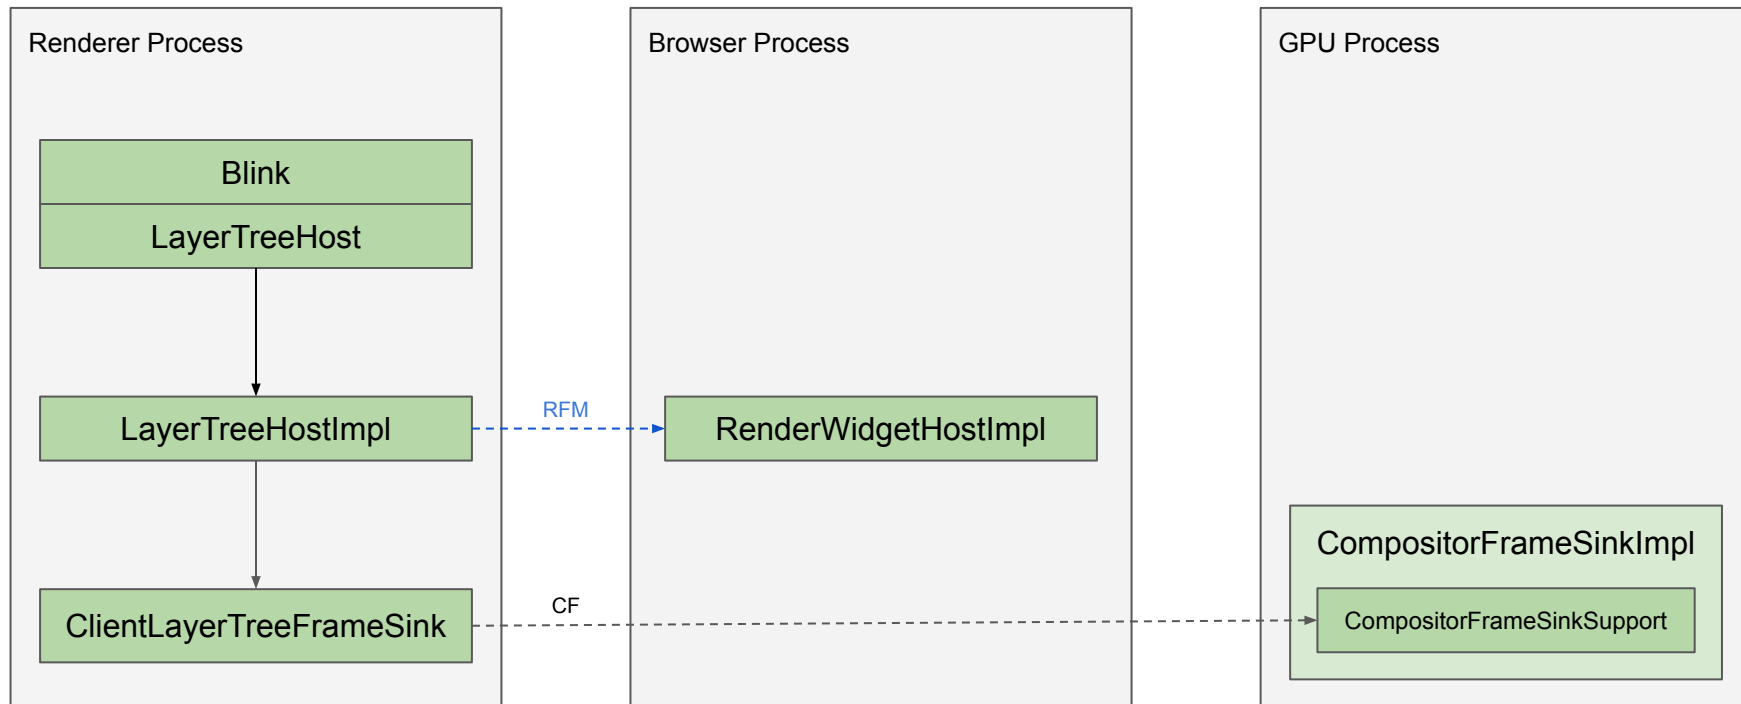 Renderer Process
Browser Process
GPU Process
Blink
LayerTreeHost
LayerTreeHostImpl
RFM
RenderWidgetHostImpl
CompositorFrameSinkImpl
ClientLayerTreeFrameSink
CF
CompositorFrameSinkSupport